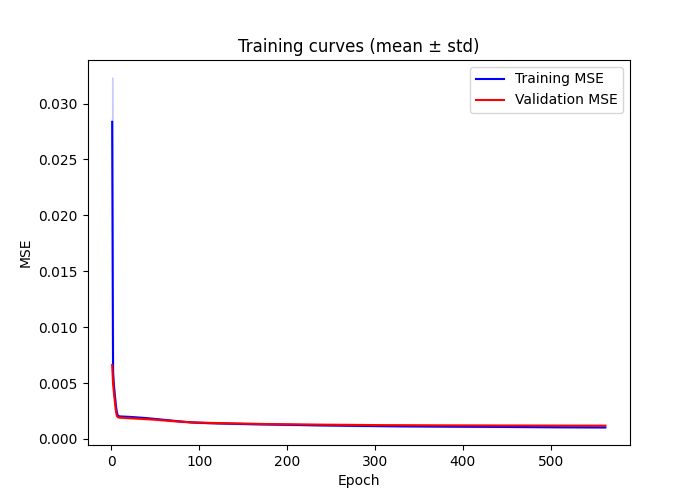 Training curves (mean ± std)
Training MSE
Validation MSE
0.030
0.025
0.020
0.015
0.010
0.005
0.000
MSE
0 100 200 300 400 500
Epoch